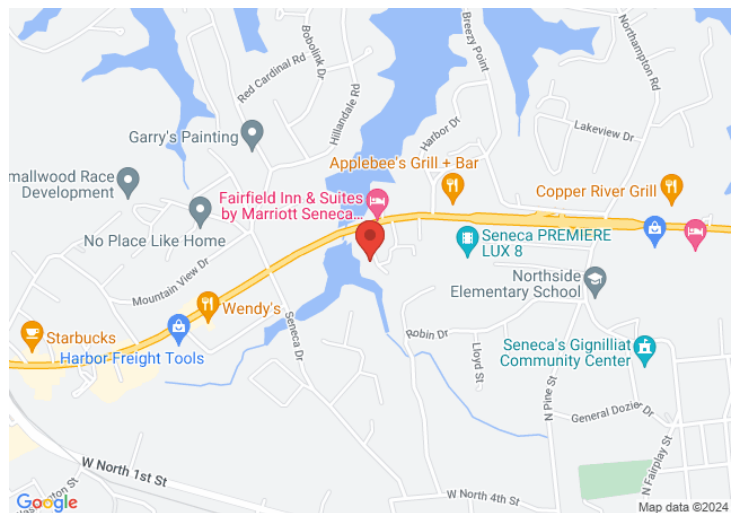 Bobolink Dr
Red Cardinal Rd
Hillandale Rd
Breezy Point
Northampton Rd
Garry's Painting
Harbor Dr
Lakeview Dr
Applebee's Grill + Bar
mallwood Race
Development
Copper River Grill
Fairfield Inn & Suites
by Marriott Seneca...
No Place Like Home
Seneca PREMIERE
LUX 8
Mountain View Dr
Northside
Elementary School
Wendy's
Starbucks
Harbor Freight Tools
Seneca Dr
Robin Dr
Lloyd St
Seneca's Gignilliat
Community Center
N Pine St
General Dozier Dr
N Fairplay St
W North 1st St
W North 4th St
Google
Map data ©2024